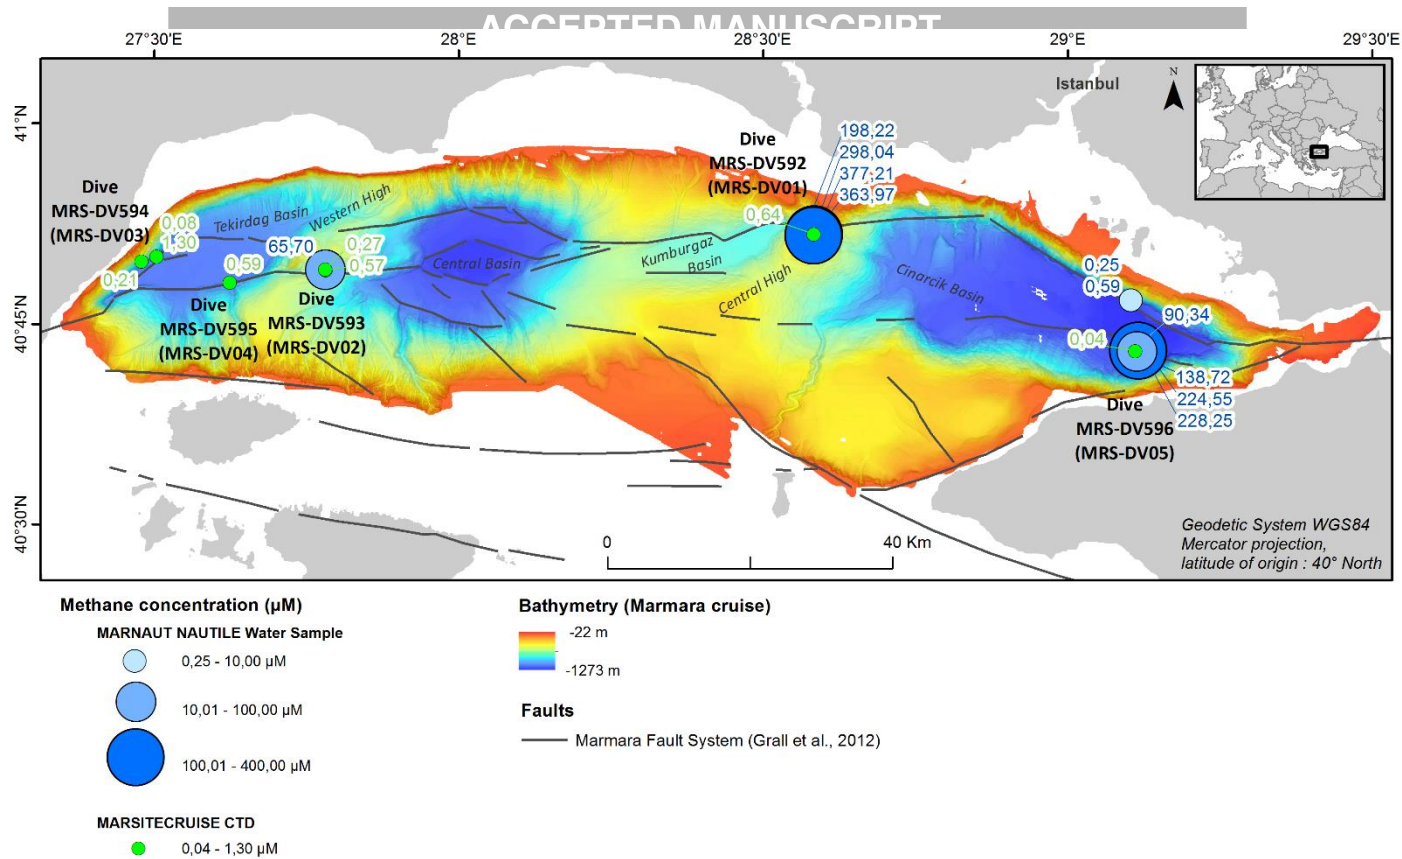 ACCEPTED MANUSCRIPT
27°30'E
28°E
28°30'E
29°E
29°30'E
41°N
40°45'N
40°30'N
Istanbul
N
Dive
MRS-DV592
(MRS-DV01)
198,22
298,04
377,21
363,97
0,64
Dive
MRS-DV594
(MRS-DV03)
0,08
1,30
0,21
Tekirdag Basin
Western High
65,70
0,27
0,57
0,59
Central Basin
Kumburgaz
Basin
Central High
Cinarcik Basin
0,25
0,59
90,34
0,04
Dive
MRS-DV595
(MRS-DV04)
Dive
MRS-DV593
(MRS-DV02)
138,72
224,55
228,25
Dive
MRS-DV596
(MRS-DV05)
0
40 Km
Geodetic System WGS84
Mercator projection,
latitude of origin : 40° North
Methane concentration (µM)
MARNAUT NAUTILE Water Sample
0,25 - 10,00 µM
10,01 - 100,00 µM
100,01 - 400,00 µM
MARSITECRUISE CTD
0,04 - 1,30 µM
Bathymetry (Marmara cruise)
-22 m
-1273 m
Faults
Marmara Fault System (Grall et al., 2012)